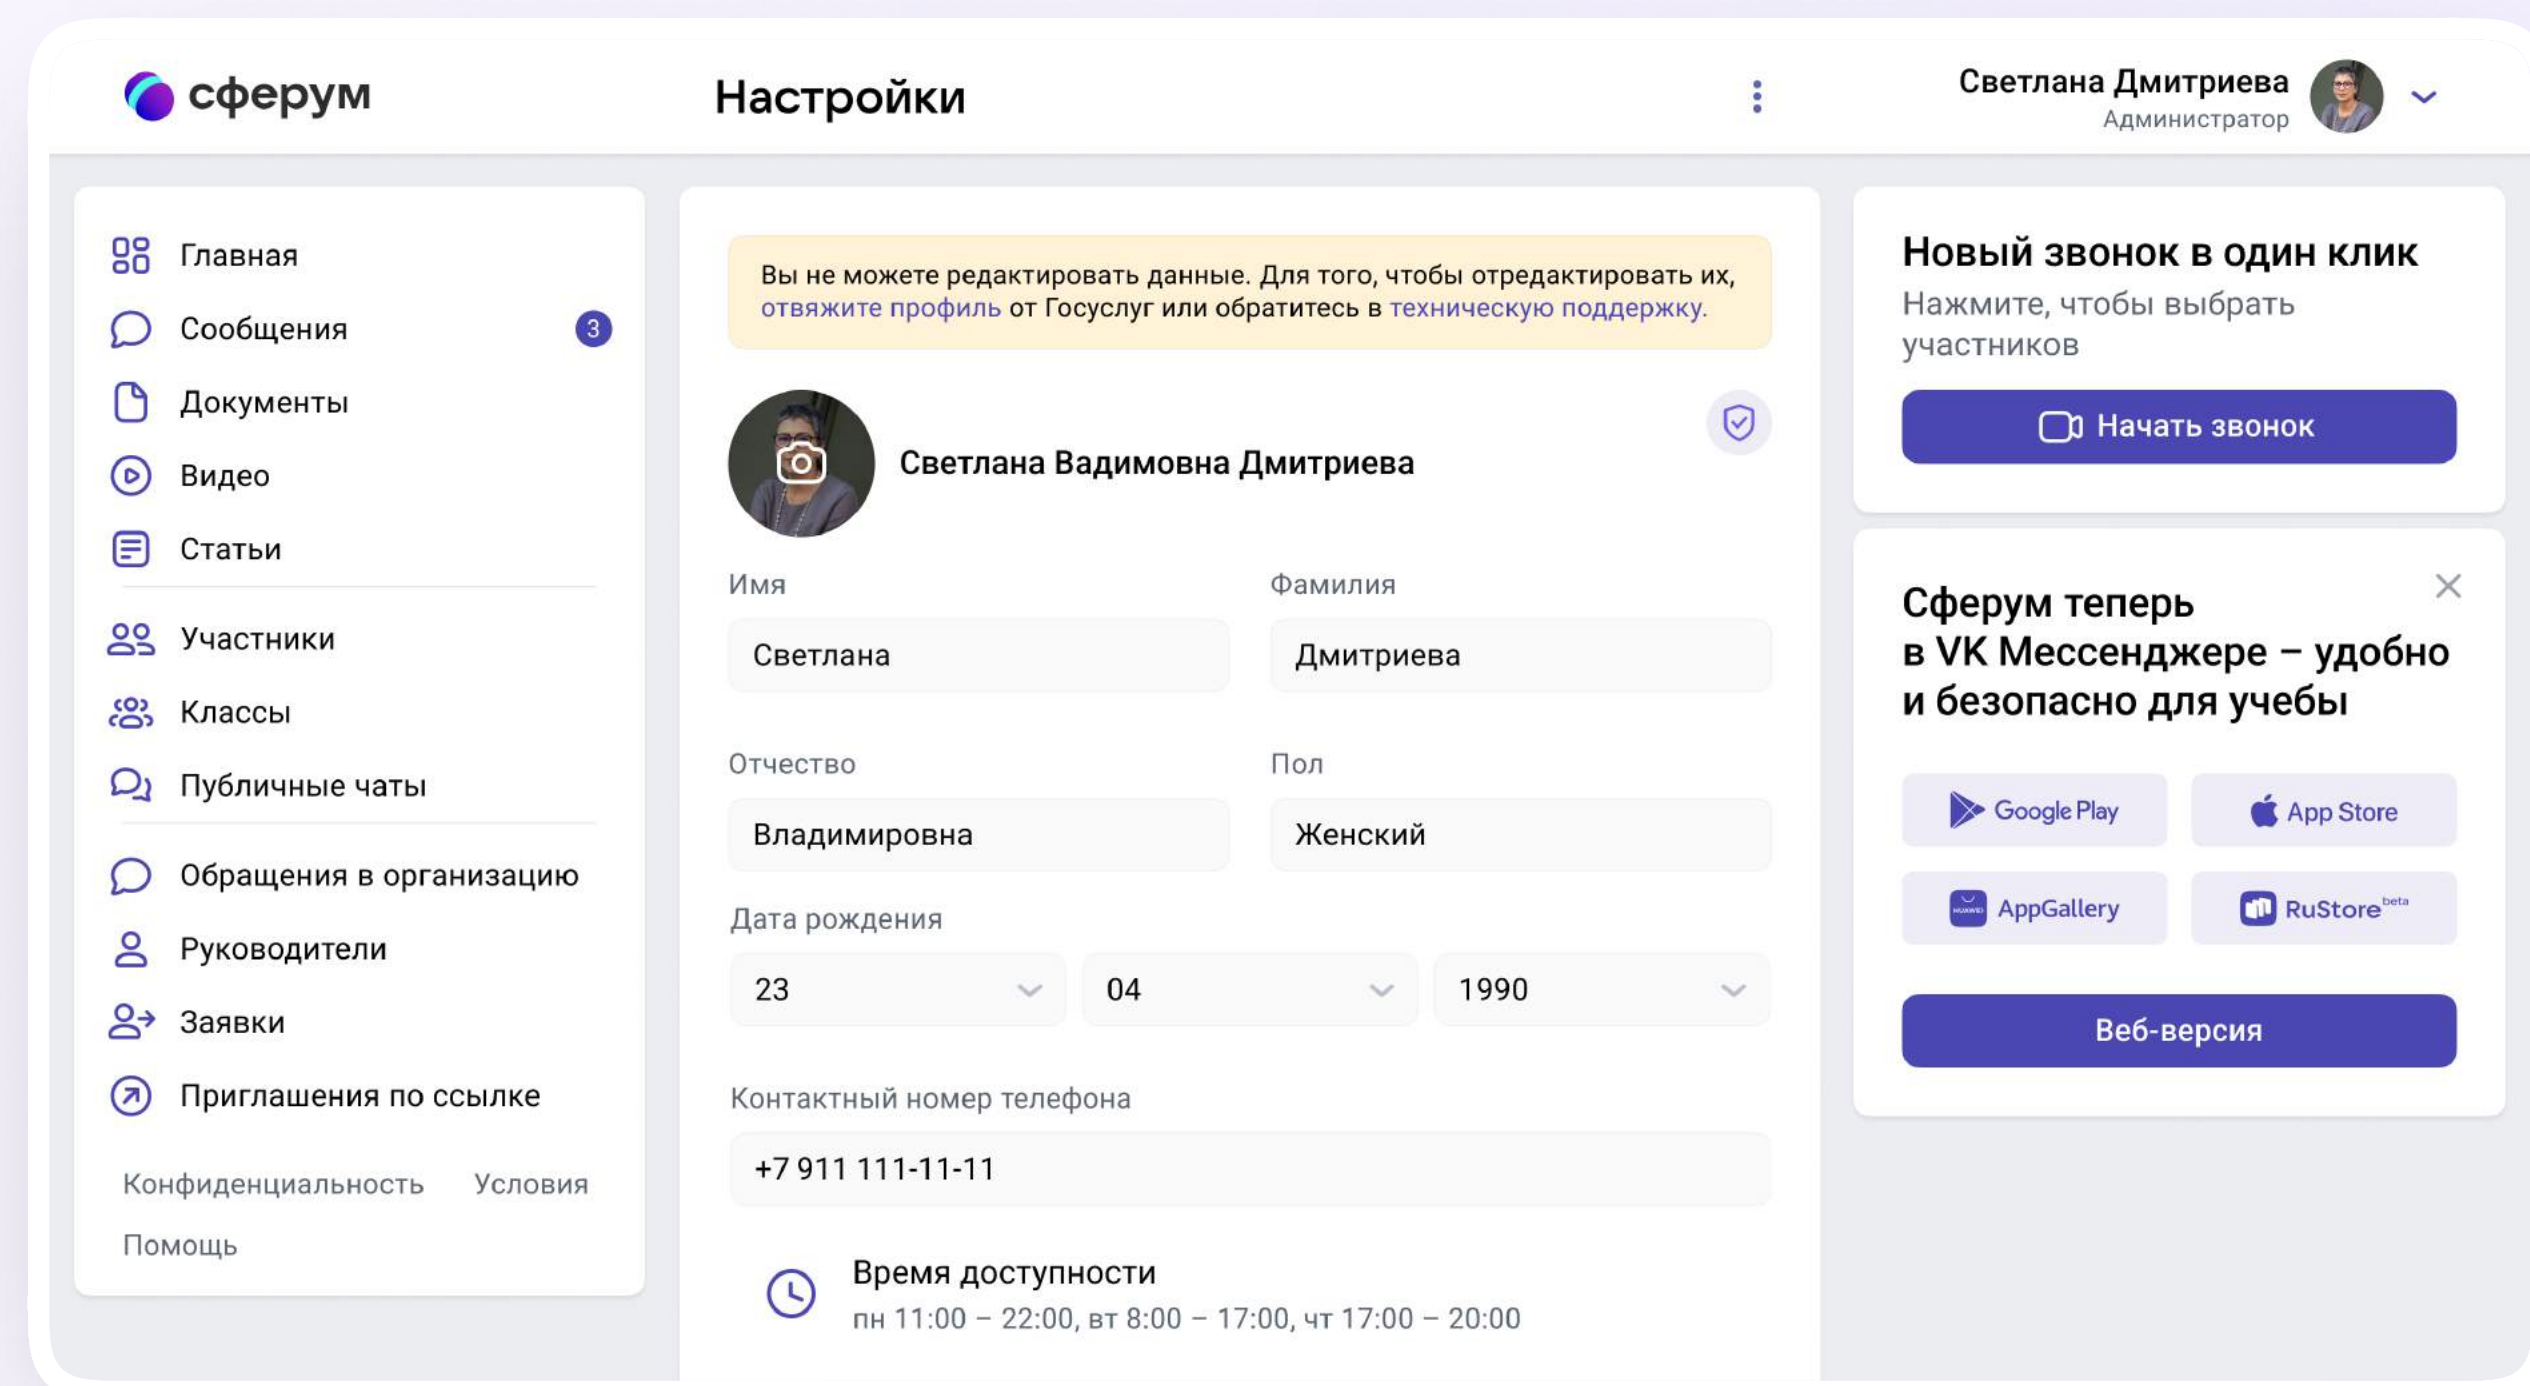 сферум
Настройки
Светлана Дмитриева
Администратор
Главная
Сообщения
3
Документы
Видео
Статьи
Участники
Классы
Публичные чаты
Обращения в организацию
Руководители
Заявки
Приглашения по ссылке
Конфиденциальность
Условия
Помощь
Вы не можете редактировать данные. Для того, чтобы отредактировать их,
отвяжите профиль от Госуслуг или обратитесь в техническую поддержку.
Светлана Вадимовна Дмитриева
Имя
Фамилия
Светлана
Дмитриева
Отчество
Пол
Владимировна
Женский
Дата рождения
23
04
1990
Контактный номер телефона
+7 911 111-11-11
Время доступности
пн 11:00 – 22:00, вт 8:00 – 17:00, чт 17:00 – 20:00
Новый звонок в один клик
Нажмите, чтобы выбрать
участников
Начать звонок
Сферум теперь
в VK Мессенджере – удобно
и безопасно для учебы
Google Play
App Store
HUAWEI AppGallery
RuStore beta
Веб-версия